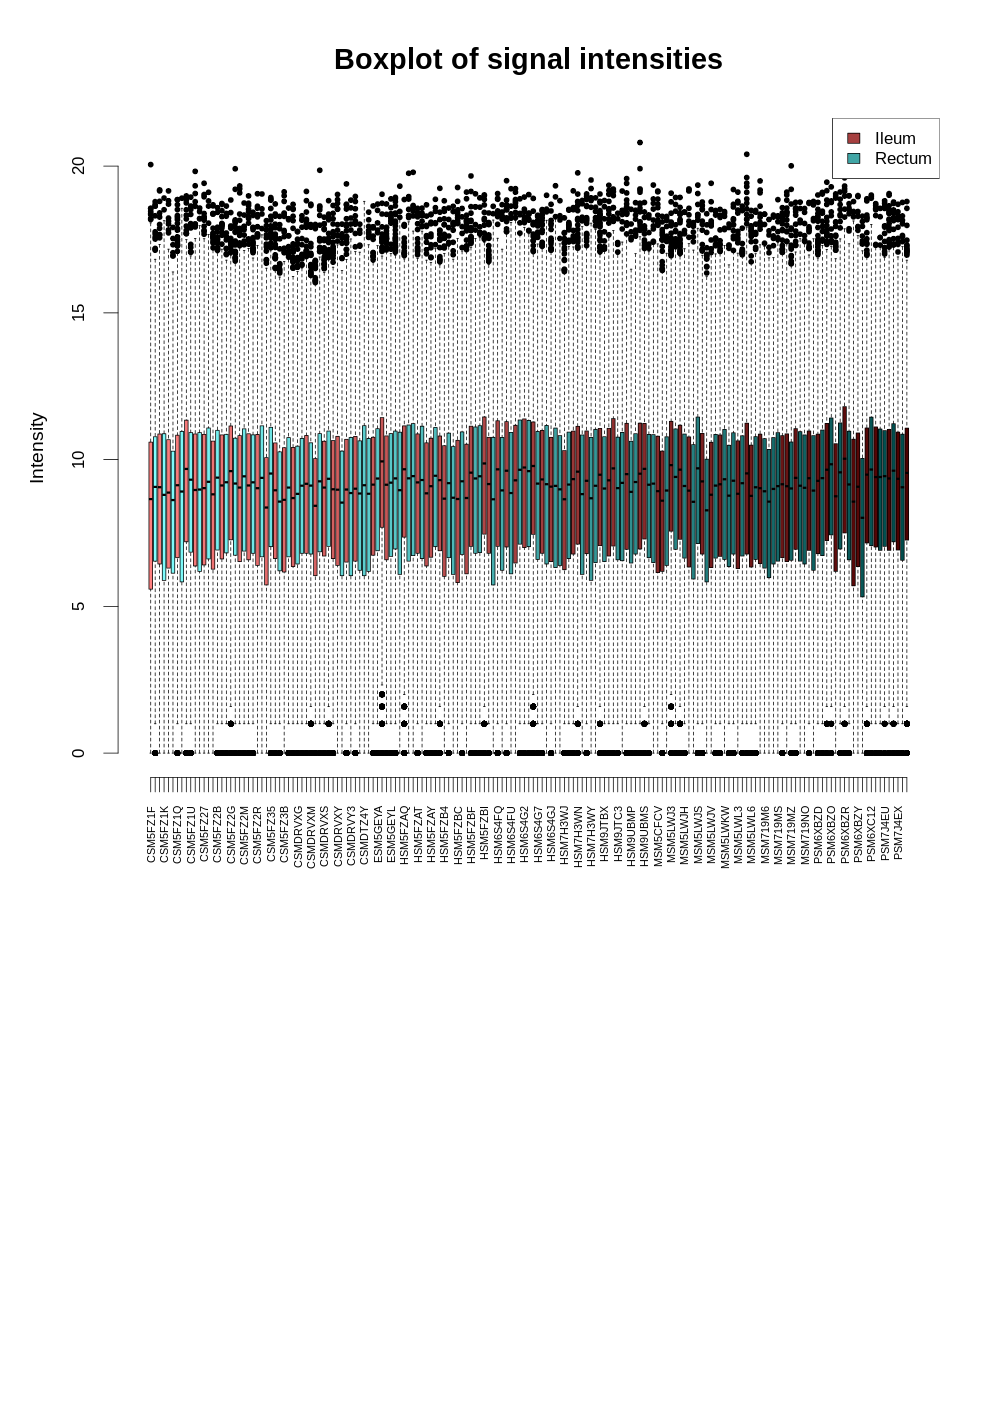 Boxplot of signal intensities
Ileum
Rectum
Intensity
20
15
10
5
0
CSM5FZ1F
CSM5FZ1K
CSM5FZ1Q
CSM5FZ1U
CSM5FZ27
CSM5FZ2B
CSM5FZ2G
CSM5FZ2M
CSM5FZ2R
CSM5FZ35
CSM5FZ3B
CSMDRVXG
CSMDRVXM
CSMDRVXS
CSMDRVXY
CSMDRVY3
CSMDTZ4Y
ESM5GEYA
ESM5GEYL
HSM5FZAQ
HSM5FZAT
HSM5FZAY
HSM5FZB4
HSM5FZBC
HSM5FZBF
HSM5FZBI
HSM6S4FQ
HSM6S4FU
HSM6S4G2
HSM6S4G7
HSM6S4GJ
HSM7H3WJ
HSM7H3WN
HSM7H3WY
HSM9JTBX
HSM9JTC3
HSM9UBMP
HSM9UBMS
MSM5CFCV
MSM5LWJ3
MSM5LWJH
MSM5LWJS
MSM5LWJV
MSM5LWKW
MSM5LWL3
MSM5LWL6
MSM719M6
MSM719MS
MSM719MZ
MSM719NO
PSM6XBZD
PSM6XBZO
PSM6XBZR
PSM6XBZY
PSM6XC12
PSM7J4EU
PSM7J4EX